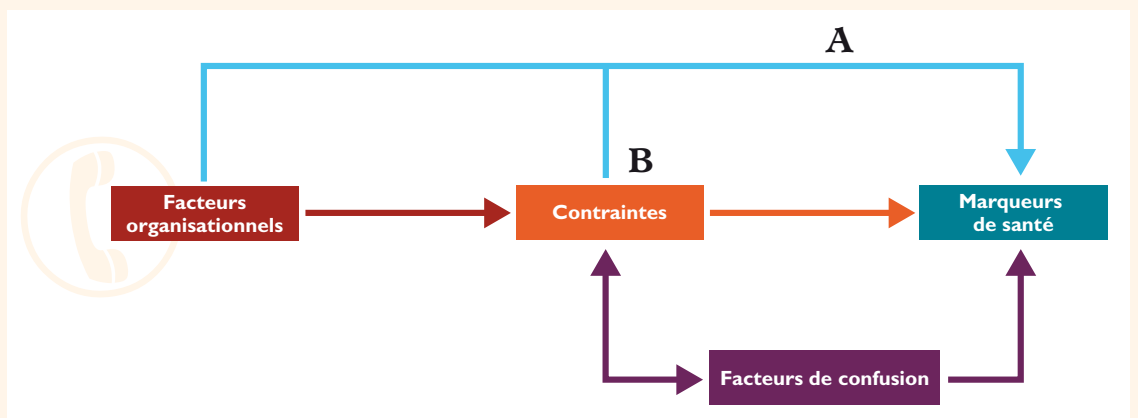 A
B
Facteurs
organisationnels
Contraintes
Marqueurs
de santé
Facteurs de confusion